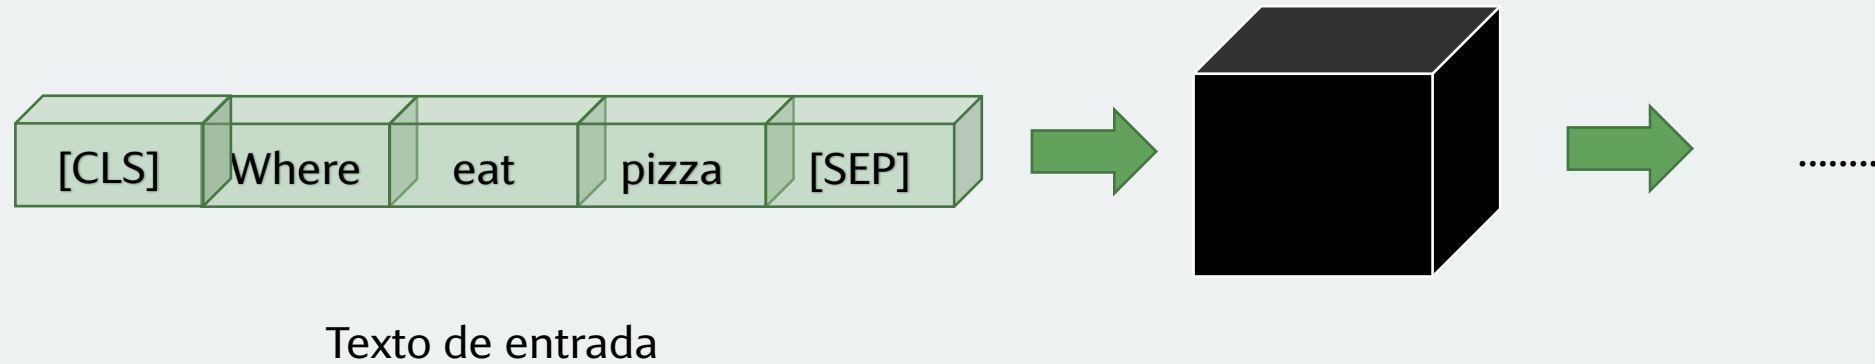 [CLS] Where eat pizza [SEP]
........
Texto de entrada